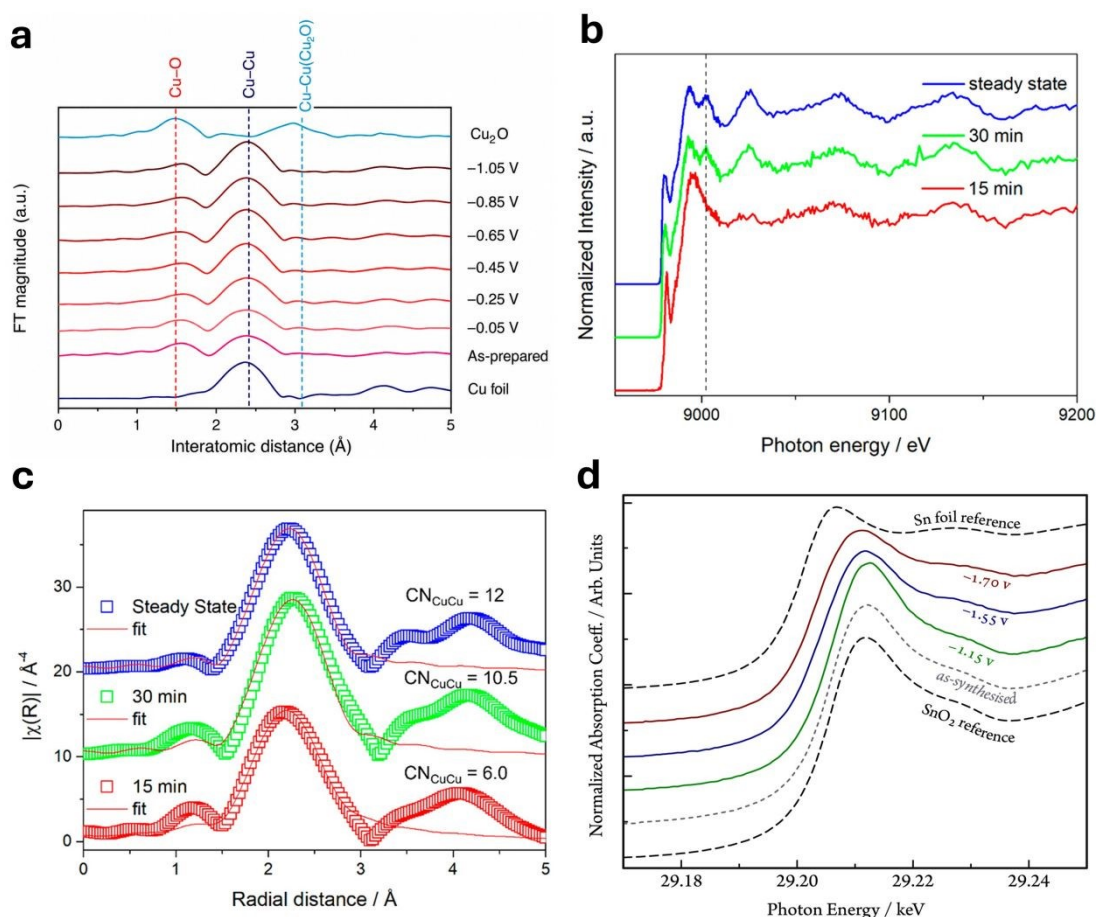 a
Cu–O
Cu–Cu
Cu–Cu(Cu₂O)
FT magnitude (a.u.)
Cu₂O
−1.05 V
−0.85 V
−0.65 V
−0.45 V
−0.25 V
−0.05 V
As-prepared
Cu foil
0 1 2 3 4 5
Interatomic distance (Å)
b
Normalized Intensity / a.u.
steady state
30 min
15 min
9000 9100 9200
Photon energy / eV
c
|χ(R)| / Å⁻⁴
30
20
10
0
Steady State
fit
CN_CuCu = 12
30 min
fit
CN_CuCu = 10.5
15 min
fit
CN_CuCu = 6.0
0 1 2 3 4 5
Radial distance / Å
d
Normalized Absorption Coeff. / Arb. Units
Sn foil reference
−1.70 V
−1.55 V
−1.15 V
as-synthesised
SnO₂ reference
29.18 29.20 29.22 29.24
Photon Energy / keV